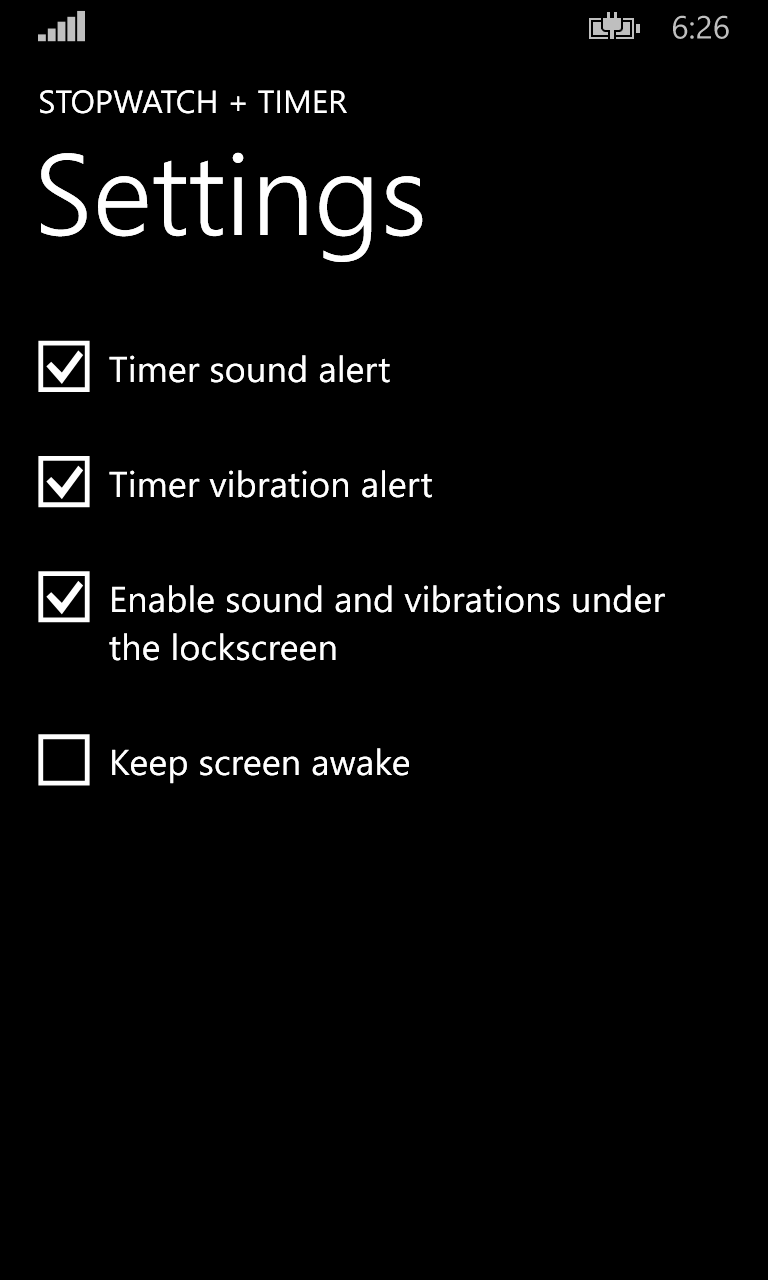 6:26
STOPWATCH + TIMER
Settings
Timer sound alert
Timer vibration alert
Enable sound and vibrations under
the lockscreen
Keep screen awake